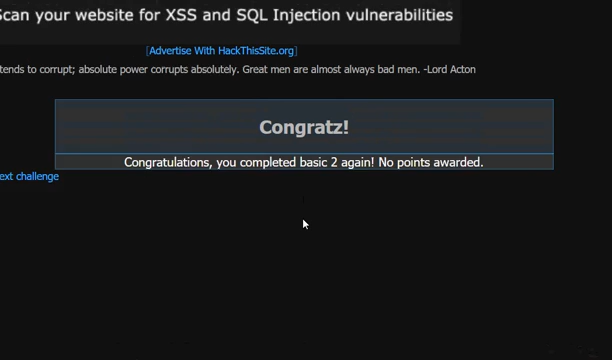 Scan your website for XSS and SQL Injection vulnerabilities
[Advertise With HackThisSite.org]
tends to corrupt; absolute power corrupts absolutely. Great men are almost always bad men. -Lord Acton
Congratz!
Congratulations, you completed basic 2 again! No points awarded.
ext challenge